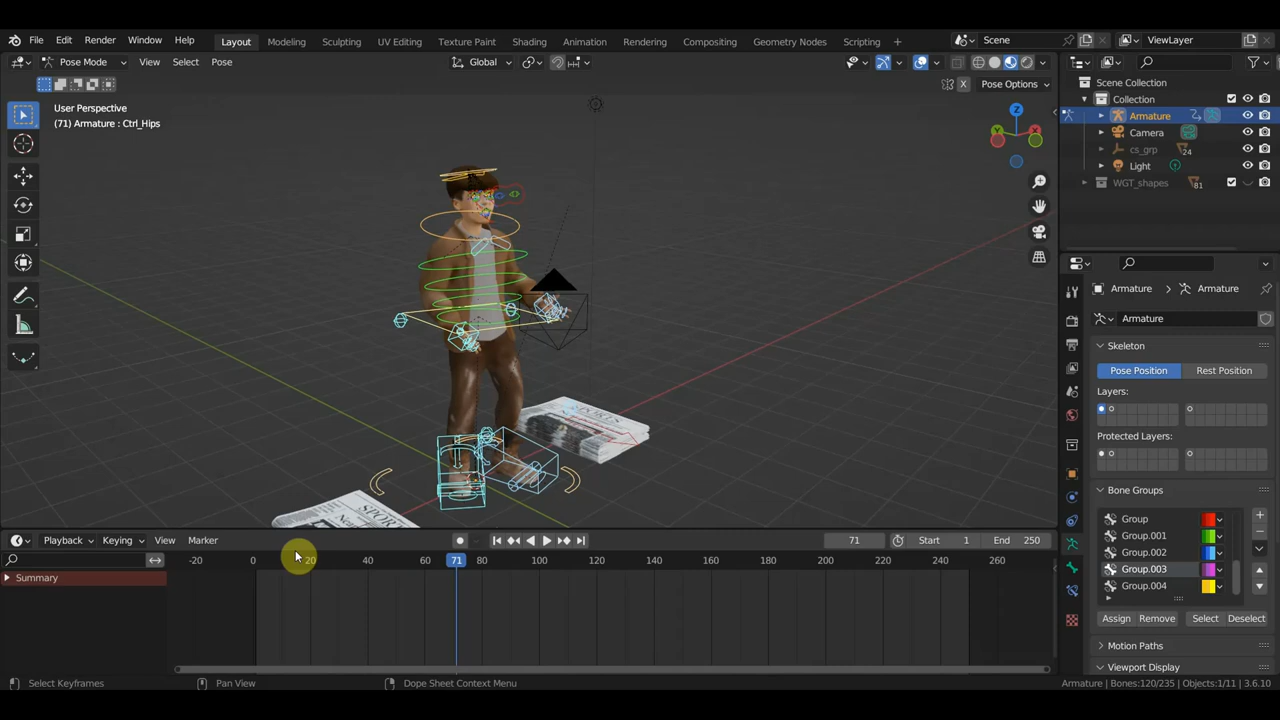 File Edit Render Window Help Layout Modeling Sculpting UV Editing Texture Paint Shading Animation Rendering Compositing Geometry Nodes Scripting + Scene ViewLayer
Pose Mode View Select Pose Global
X Pose Options
User Perspective
(71) Armature : Ctrl_Hips
Z
Y
X
Scene Collection
Collection
Armature
Camera
cs_grp 24
Light
WGT_shapes 81
Armature > Armature
Armature
Skeleton
Pose Position Rest Position
Layers:
Protected Layers:
Bone Groups
Group
Group.001
Group.002
Group.003
Group.004
Assign Remove Select Deselect
Motion Paths
Viewport Display
SPORTS
SPOR
Playback Keying View Marker 71 Start 1 End 250
-20 0 20 40 60 71 80 100 120 140 160 180 200 220 240 260
Summary
Select Keyframes Pan View Dope Sheet Context Menu Armature | Bones:120/235 | Objects:1/11 | 3.6.10